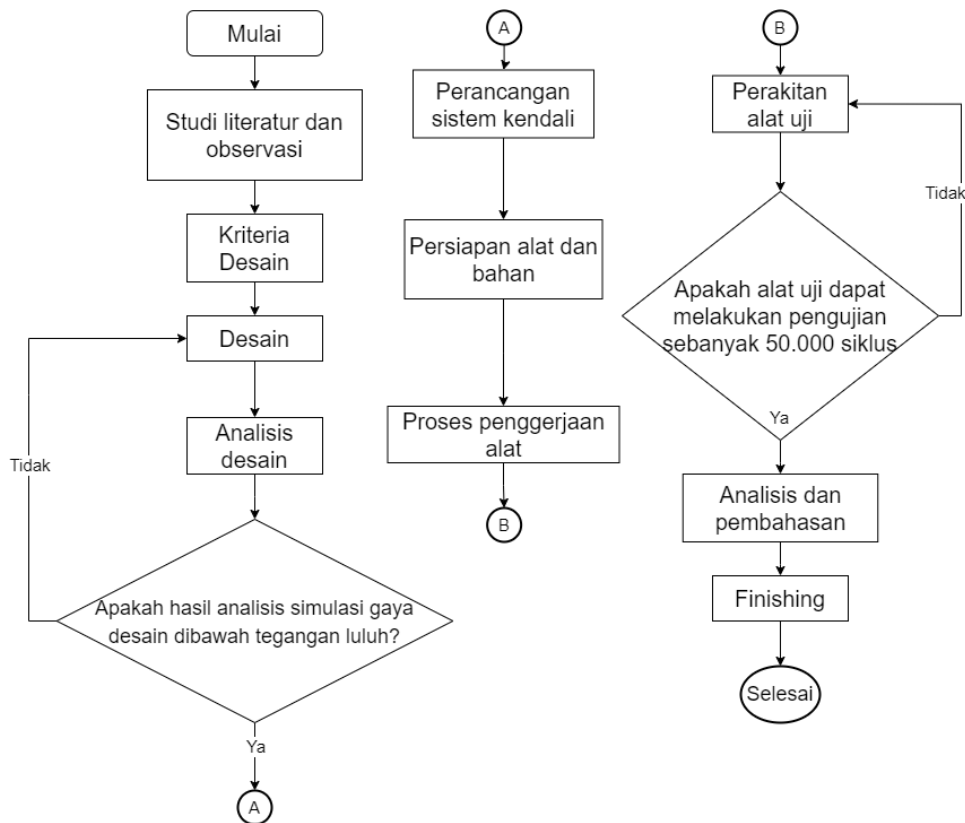 Mulai
Studi literatur dan
observasi
Kriteria
Desain
Desain
Analisis
desain
Tidak
Apakah hasil analisis simulasi gaya
desain dibawah tegangan luluh?
Ya
A
A
Perancangan
sistem kendali
Persiapan alat dan
bahan
Proses penggerjaan
alat
B
B
Perakitan
alat uji
Tidak
Apakah alat uji dapat
melakukan pengujian
sebanyak 50.000 siklus
Ya
Analisis dan
pembahasan
Finishing
Selesai